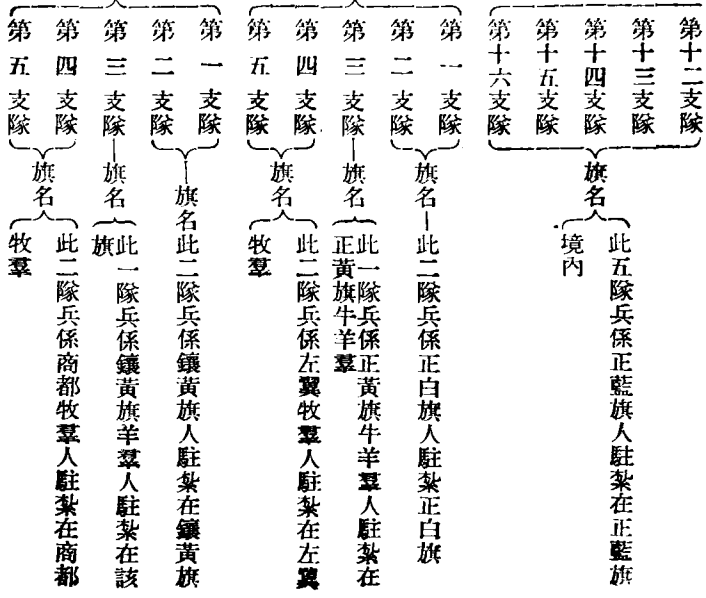 第十二支隊
第十三支隊
第十四支隊
第十五支隊
第十六支隊
旗名
此五隊兵係正藍旗人駐紮在正藍旗
境內
第一支隊
第二支隊
旗名
此二隊兵係正白旗人駐紮正白旗
第三支隊
旗名
此一隊兵係正黃旗牛羊羣人駐紮在
正黃旗牛羊羣
第四支隊
第五支隊
旗名
此二隊兵係左翼牧羣人駐紮在左翼
牧羣
第一支隊
第二支隊
旗名
此二隊兵係鑲黃旗人駐紮在鑲黃旗
第三支隊
旗名
此一隊兵係鑲黃旗羊羣人駐紮在該
旗
第四支隊
第五支隊
旗名
此二隊兵係商都牧羣人駐紮在商都
牧羣